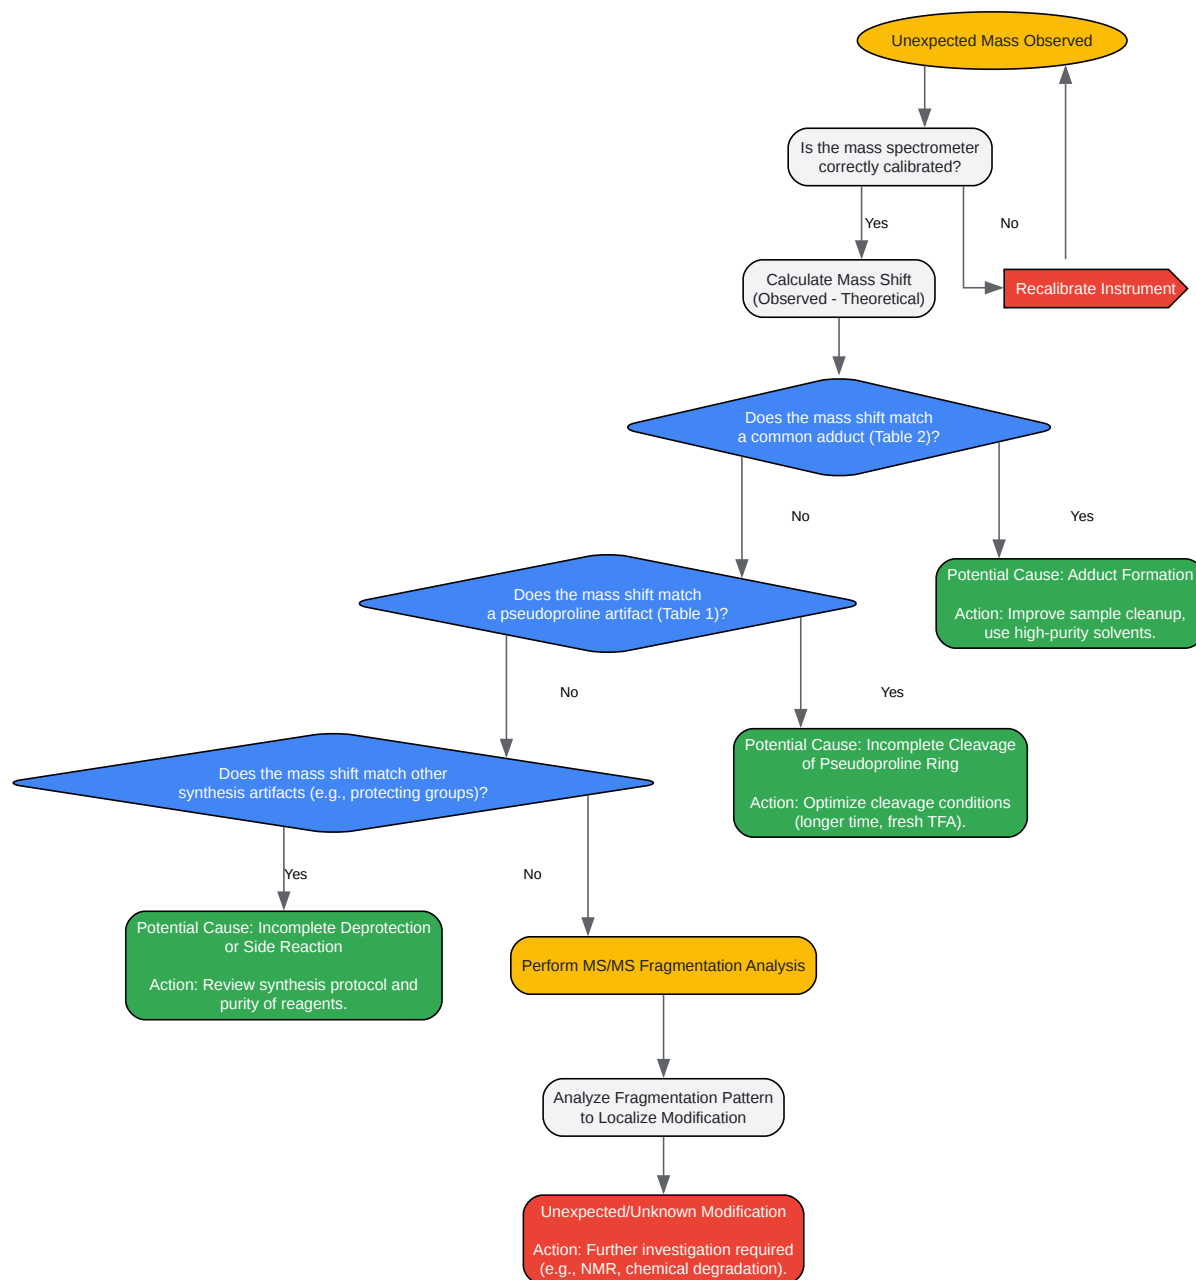 Unexpected Mass Observed
Is the mass spectrometer
correctly calibrated?
Yes
No
Calculate Mass Shift
(Observed - Theoretical)
Recalibrate Instrument
Does the mass shift match
a common adduct (Table 2)?
No
Yes
Potential Cause: Adduct Formation
Action: Improve sample cleanup,
use high-purity solvents.
Does the mass shift match
a pseudoproline artifact (Table 1)?
No
Yes
Potential Cause: Incomplete Cleavage
of Pseudoproline Ring
Action: Optimize cleavage conditions
(longer time, fresh TFA).
Does the mass shift match other
synthesis artifacts (e.g., protecting groups)?
Yes
No
Potential Cause: Incomplete Deprotection
or Side Reaction
Action: Review synthesis protocol and
purity of reagents.
Perform MS/MS Fragmentation Analysis
Analyze Fragmentation Pattern
to Localize Modification
Unexpected/Unknown Modification
Action: Further investigation required
(e.g., NMR, chemical degradation).